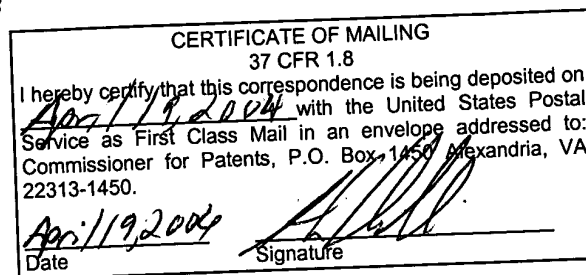 CERTIFICATE OF MAILING
37 CFR 1.8
I hereby certify that this correspondence is being deposited on
April 19, 2004 with the United States Postal
Service as First Class Mail in an envelope addressed to:
Commissioner for Patents, P.O. Box 1450 Alexandria, VA
22313-1450.
April 19, 2004
Date Signature